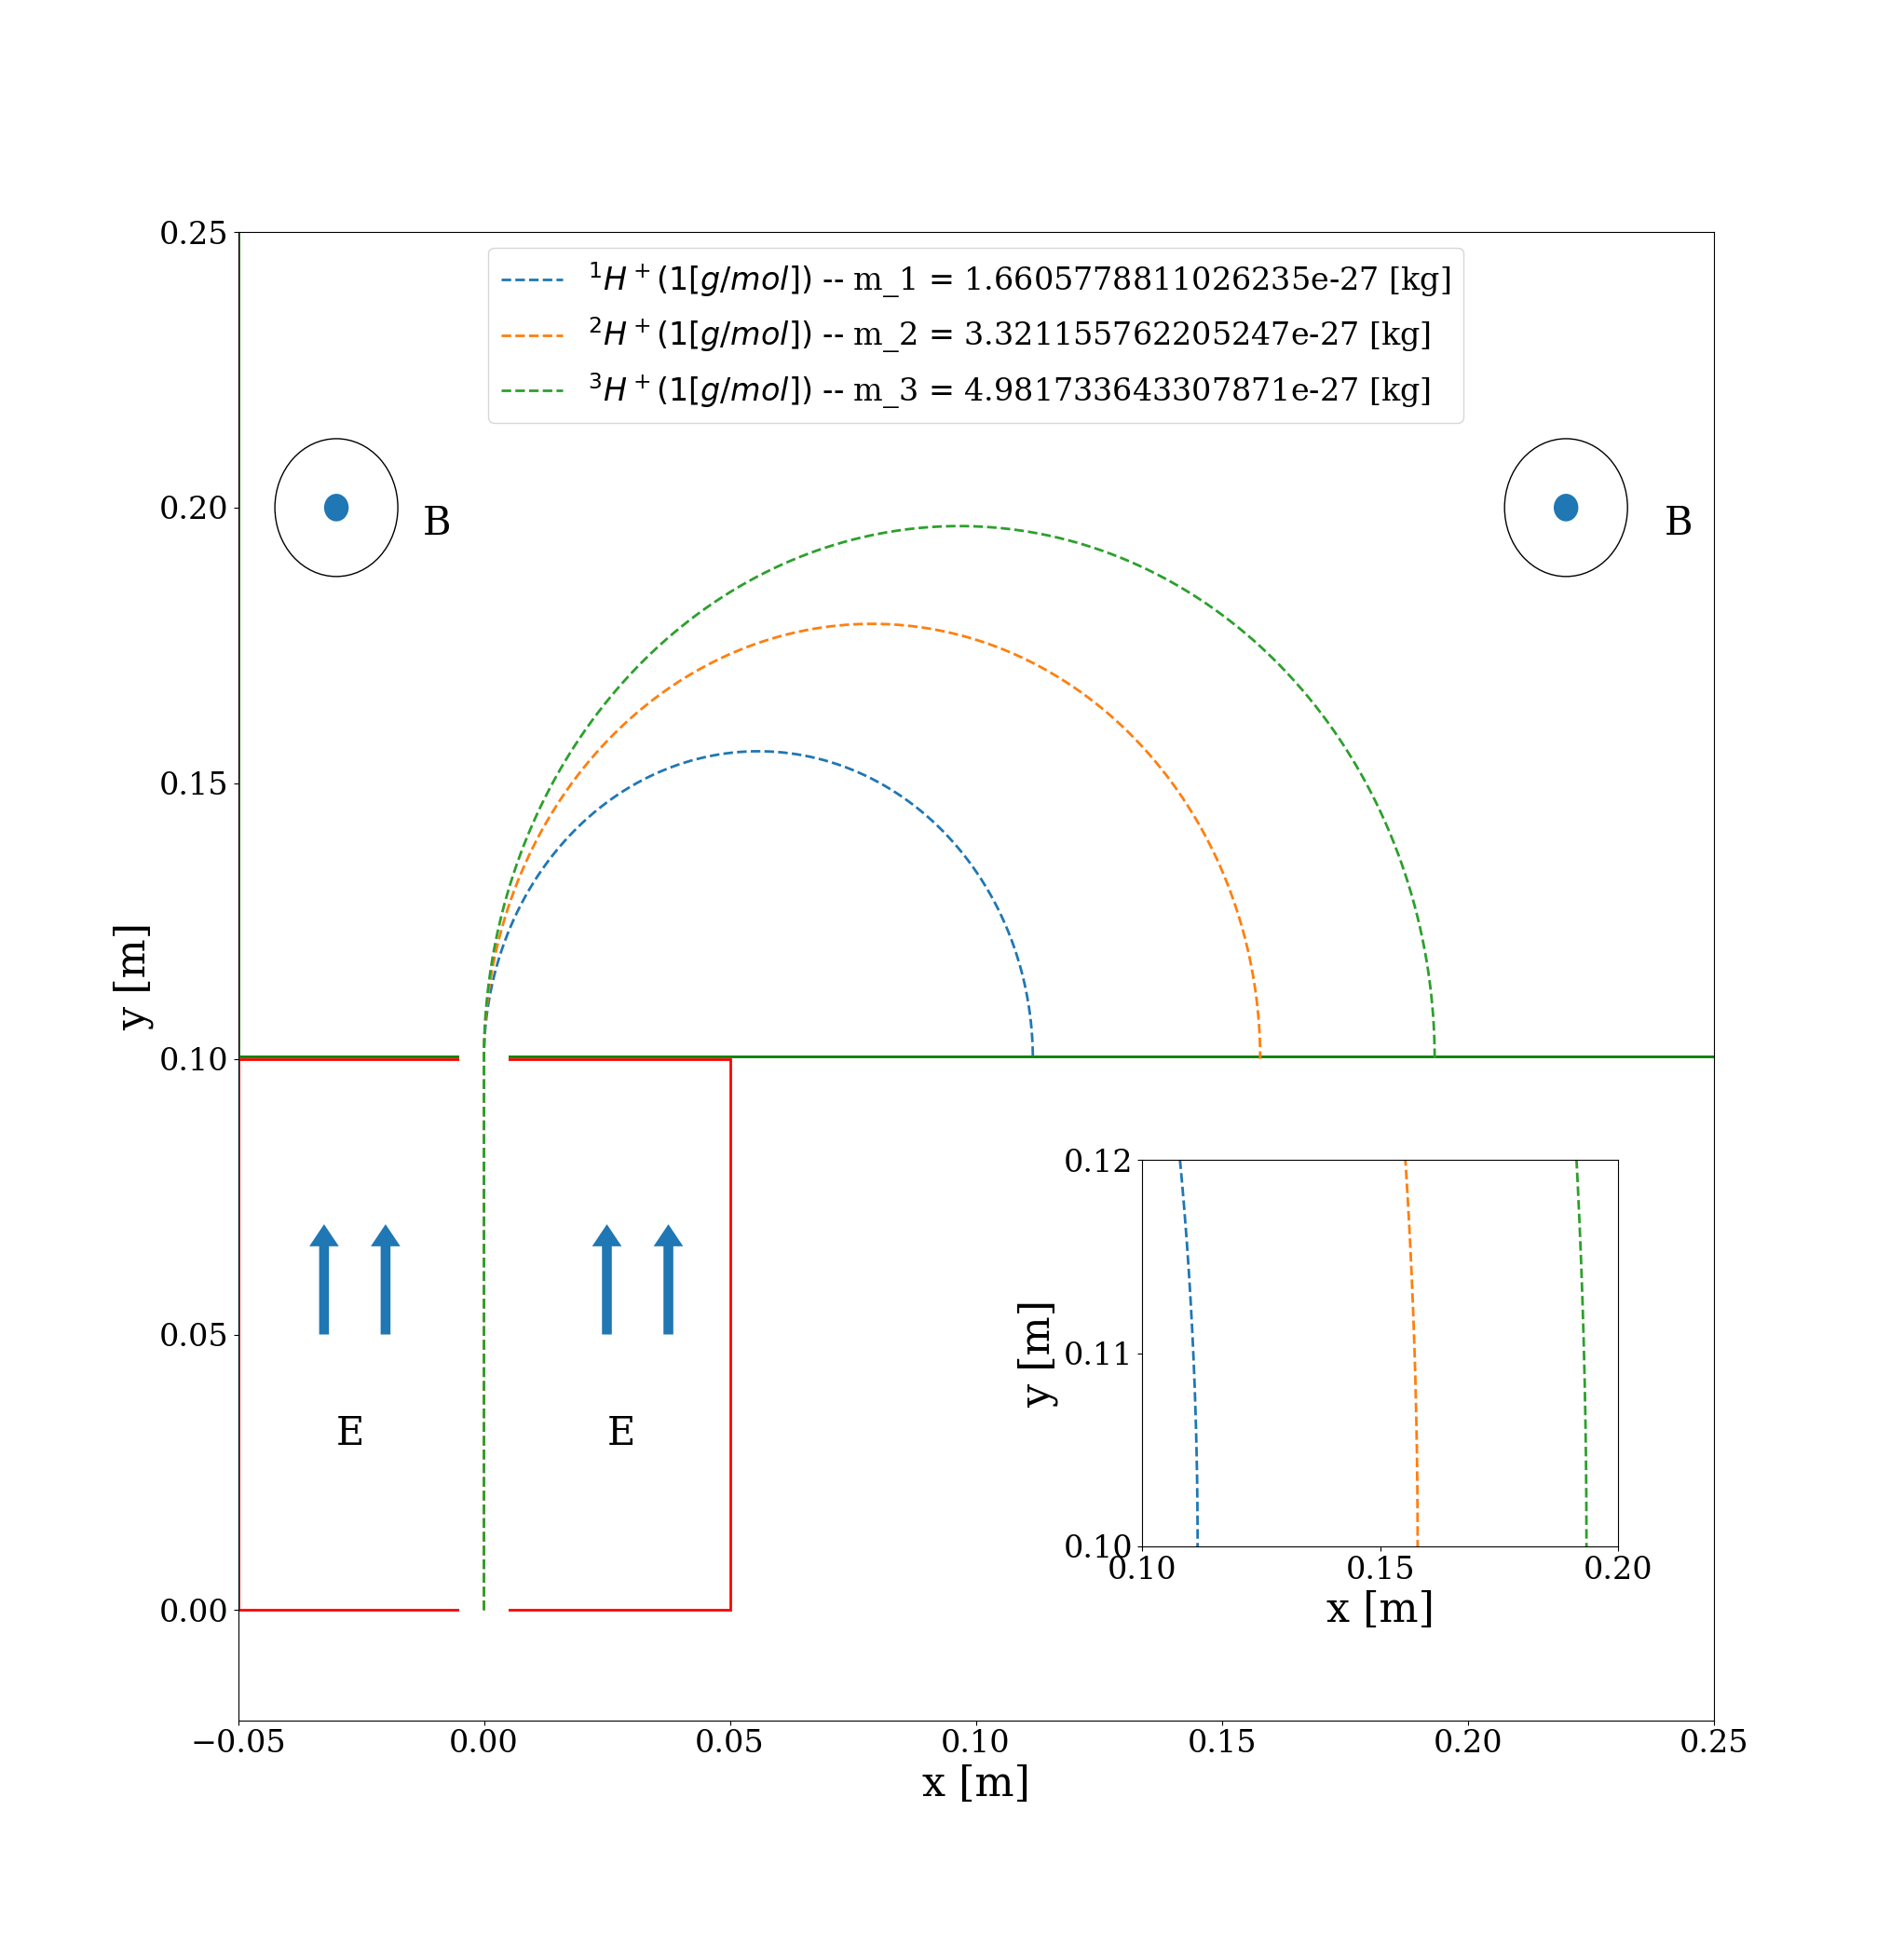 0.25
^1H^+(1[g/mol]) -- m_1 = 1.6605778811026235e-27 [kg]
^2H^+(1[g/mol]) -- m_2 = 3.321155762205247e-27 [kg]
^3H^+(1[g/mol]) -- m_3 = 4.981733643307871e-27 [kg]
0.20
B
B
0.15
y [m]
0.10
0.05
E
E
0.00
0.12
0.11
0.10
y [m]
0.10 0.15 0.20
x [m]
−0.05 0.00 0.05 0.10 0.15 0.20 0.25
x [m]